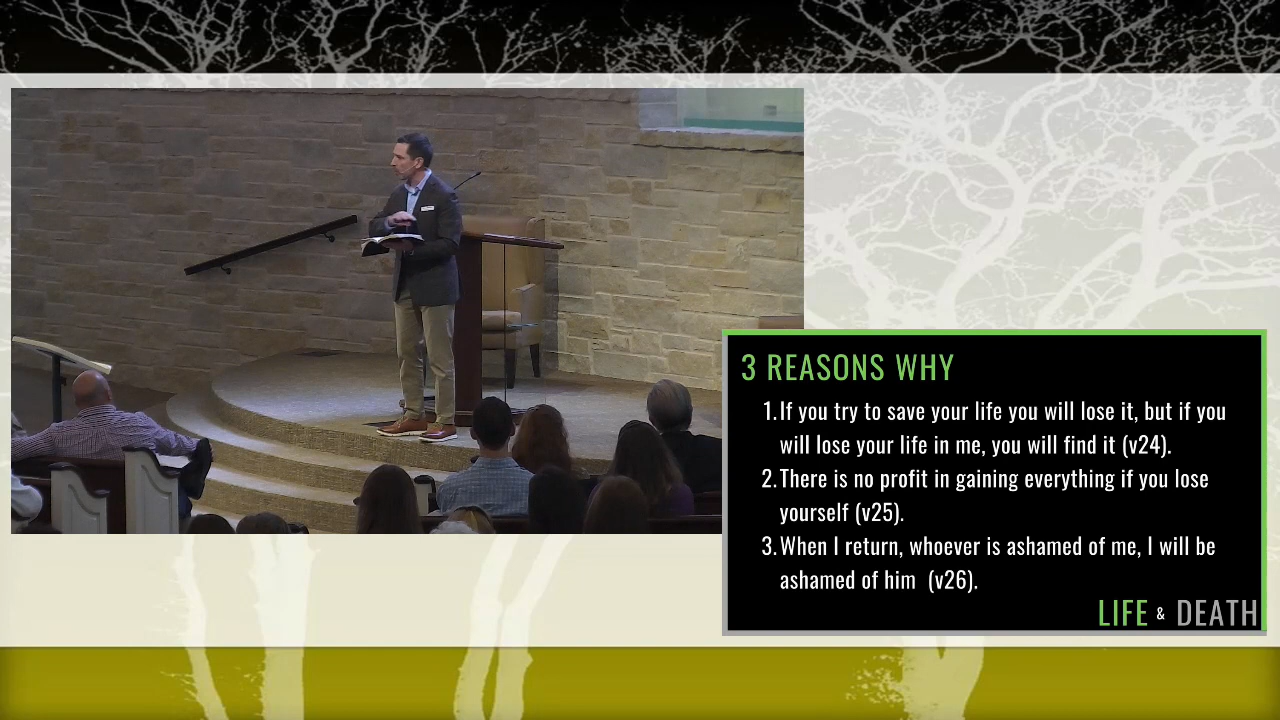 3 REASONS WHY
1. If you try to save your life you will lose it, but if you
will lose your life in me, you will find it (v24).
2. There is no profit in gaining everything if you lose
yourself (v25).
3. When I return, whoever is ashamed of me, I will be
ashamed of him (v26).
LIFE & DEATH